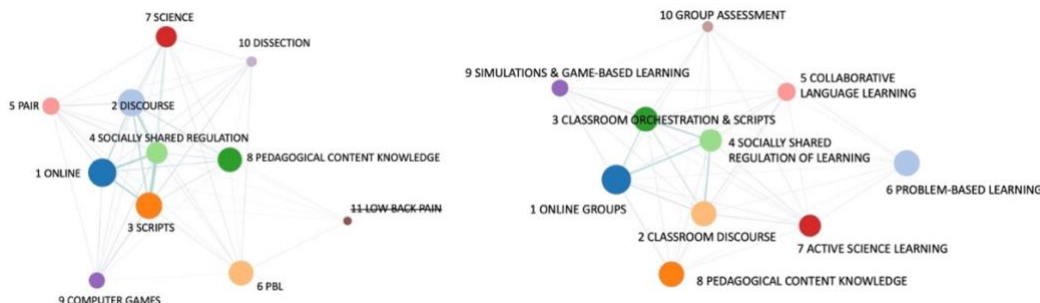 7 SCIENCE
10 DISSECTION
5 PAIR
2 DISCOURSE
4 SOCIALLY SHARED REGULATION
8 PEDAGOGICAL CONTENT KNOWLEDGE
1 ONLINE
11 LOW BACK PAIN
3 SCRIPTS
6 PBL
9 COMPUTER GAMES
10 GROUP ASSESSMENT
9 SIMULATIONS & GAME-BASED LEARNING
5 COLLABORATIVE
LANGUAGE LEARNING
3 CLASSROOM ORCHESTRATION & SCRIPTS
4 SOCIALLY SHARED
REGULATION OF LEARNING
6 PROBLEM-BASED LEARNING
1 ONLINE GROUPS
2 CLASSROOM DISCOURSE
7 ACTIVE SCIENCE LEARNING
8 PEDAGOGICAL CONTENT KNOWLEDGE